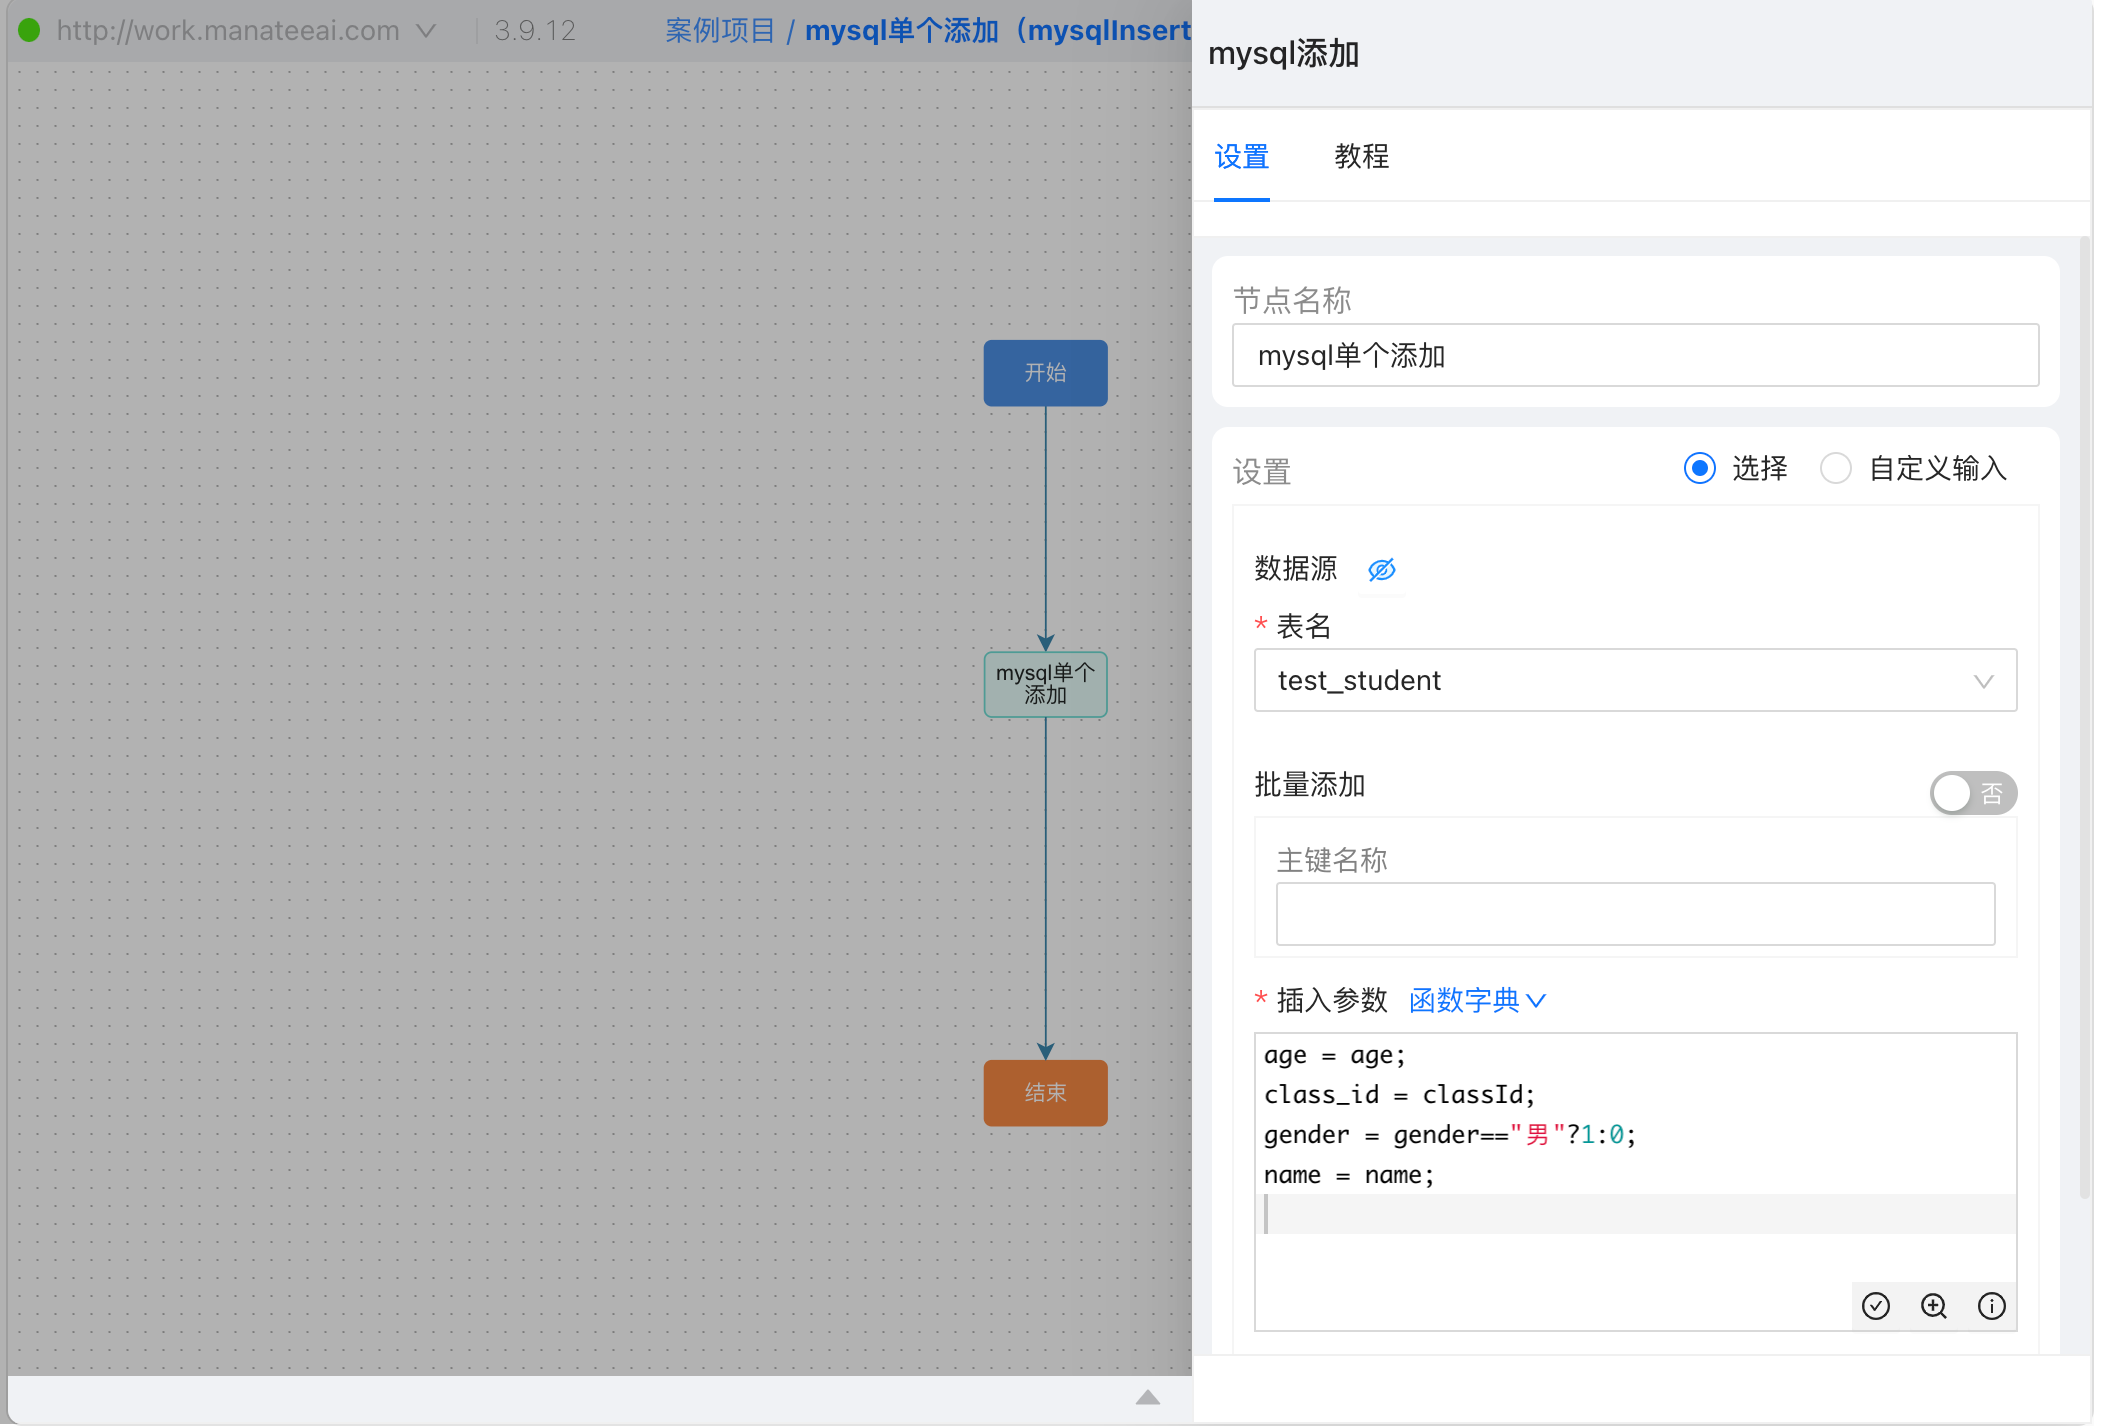 http://work.manateeai.com
3.9.12
案例项目 / mysql单个添加（mysqlInsert
开始
mysql单个
添加
结束
mysql添加
设置
教程
节点名称
mysql单个添加
设置
选择
自定义输入
数据源
* 表名
test_student
批量添加
否
主键名称
* 插入参数 函数字典
age = age;
class_id = classId;
gender = gender=="男"?1:0;
name = name;